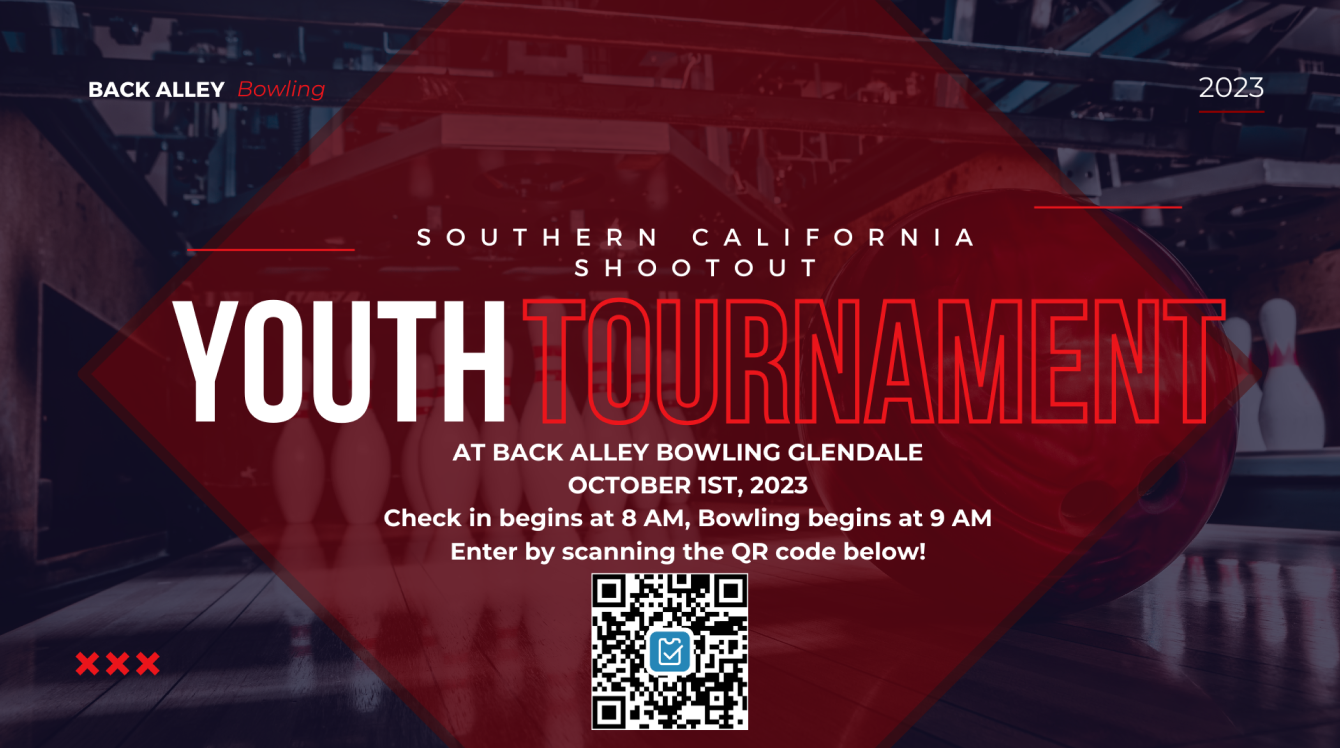 BACK ALLEY Bowling
2023
SOUTHERN CALIFORNIA
SHOOTOUT
YOUTH TOURNAMENT
AT BACK ALLEY BOWLING GLENDALE
OCTOBER 1ST, 2023
Check in begins at 8 AM, Bowling begins at 9 AM
Enter by scanning the QR code below!